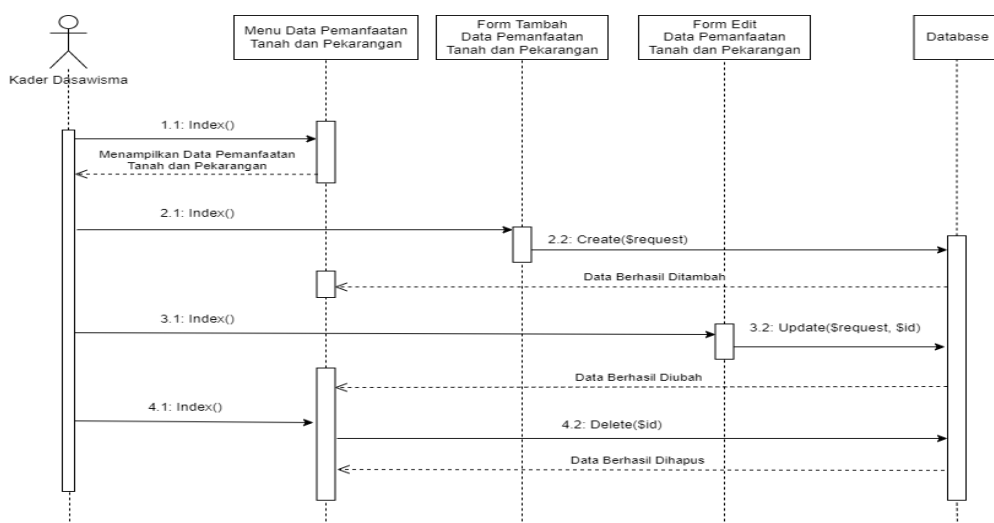 Kader Dasawisma
Menu Data Pemanfaatan
Tanah dan Pekarangan
Form Tambah
Data Pemanfaatan
Tanah dan Pekarangan
Form Edit
Data Pemanfaatan
Tanah dan Pekarangan
Database
1.1: Index()
Menampilkan Data Pemanfaatan
Tanah dan Pekarangan
2.1: Index()
2.2: Create($request)
Data Berhasil Ditambah
3.1: Index()
3.2: Update($request, $id)
Data Berhasil Diubah
4.1: Index()
4.2: Delete($id)
Data Berhasil Dihapus